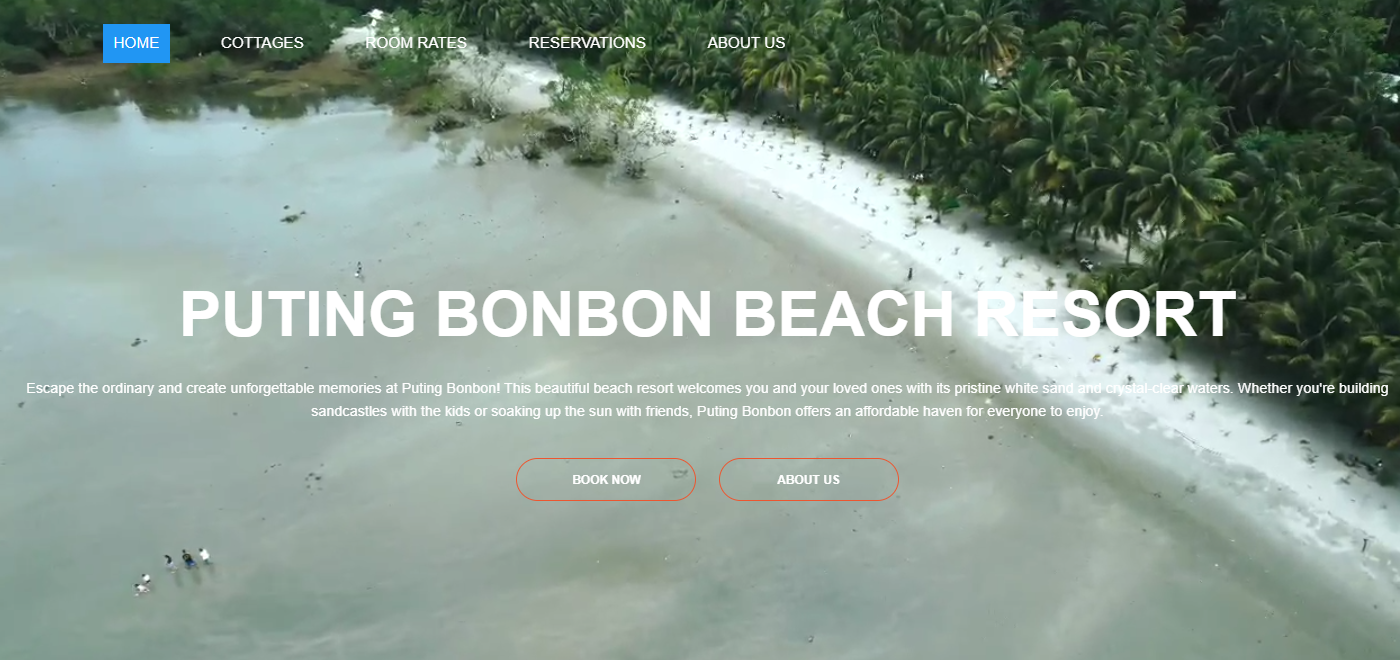 HOME COTTAGES ROOM RATES RESERVATIONS ABOUT US
PUTING BONBON BEACH RESORT
Escape the ordinary and create unforgettable memories at Puting Bonbon! This beautiful beach resort welcomes you and your loved ones with its pristine white sand and crystal-clear waters. Whether you're building
sandcastles with the kids or soaking up the sun with friends, Puting Bonbon offers an affordable haven for everyone to enjoy.
BOOK NOW ABOUT US